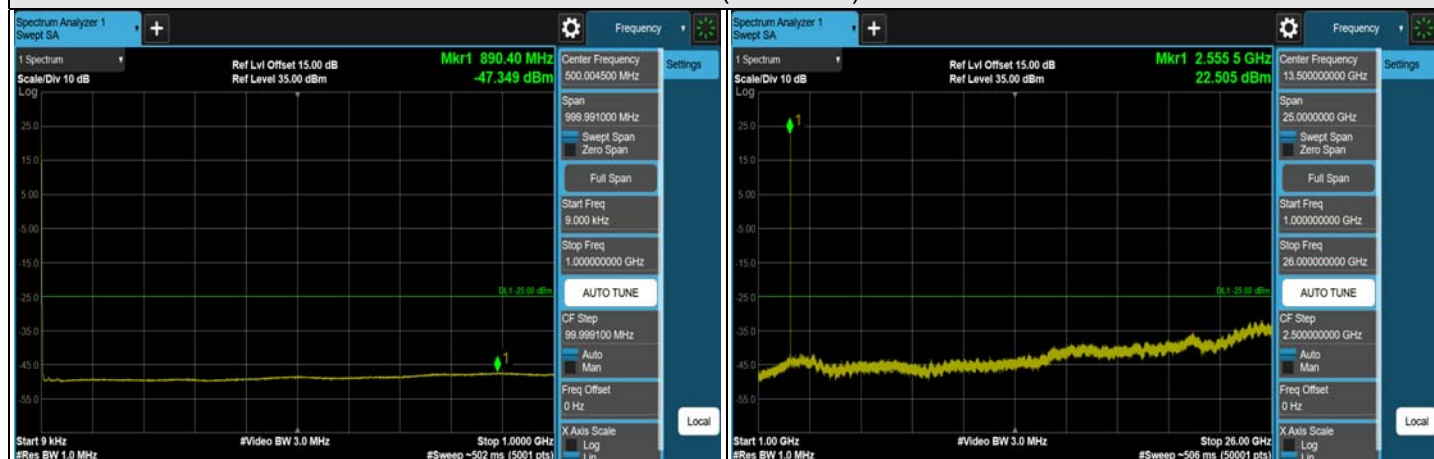 Spectrum Analyzer 1
Swept SA
+
Frequency
1 Spectrum
Scale/Div 10 dB
Log
Ref Lvl Offset 15.00 dB
Ref Level 35.00 dBm
Mkr1 890.40 MHz
-47.349 dBm
25.0
15.0
5.00
-5.00
-15.0
-25.0
-35.0
-45.0
-55.0
1
DL1 -25.00 dBm
Start 9 kHz
#Res BW 1.0 MHz
#Video BW 3.0 MHz
Stop 1.0000 GHz
#Sweep ~502 ms (5001 pts)
Center Frequency
500.004500 MHz
Settings
Span
999.991000 MHz
Swept Span
Zero Span
Full Span
Start Freq
9.000 kHz
Stop Freq
1.000000000 GHz
AUTO TUNE
CF Step
99.999100 MHz
Auto
Man
Freq Offset
0 Hz
X Axis Scale
Log
Lin
Local
Spectrum Analyzer 1
Swept SA
+
Frequency
1 Spectrum
Scale/Div 10 dB
Log
Ref Lvl Offset 15.00 dB
Ref Level 35.00 dBm
Mkr1 2.555 5 GHz
22.505 dBm
25.0
15.0
5.00
-5.00
-15.0
-25.0
-35.0
-45.0
-55.0
1
DL1 -25.00 dBm
Start 1.00 GHz
#Res BW 1.0 MHz
#Video BW 3.0 MHz
Stop 26.00 GHz
#Sweep ~506 ms (50001 pts)
Center Frequency
13.500000000 GHz
Settings
Span
25.0000000 GHz
Swept Span
Zero Span
Full Span
Start Freq
1.000000000 GHz
Stop Freq
26.000000000 GHz
AUTO TUNE
CF Step
2.500000000 GHz
Auto
Man
Freq Offset
0 Hz
X Axis Scale
Log
Lin
Local